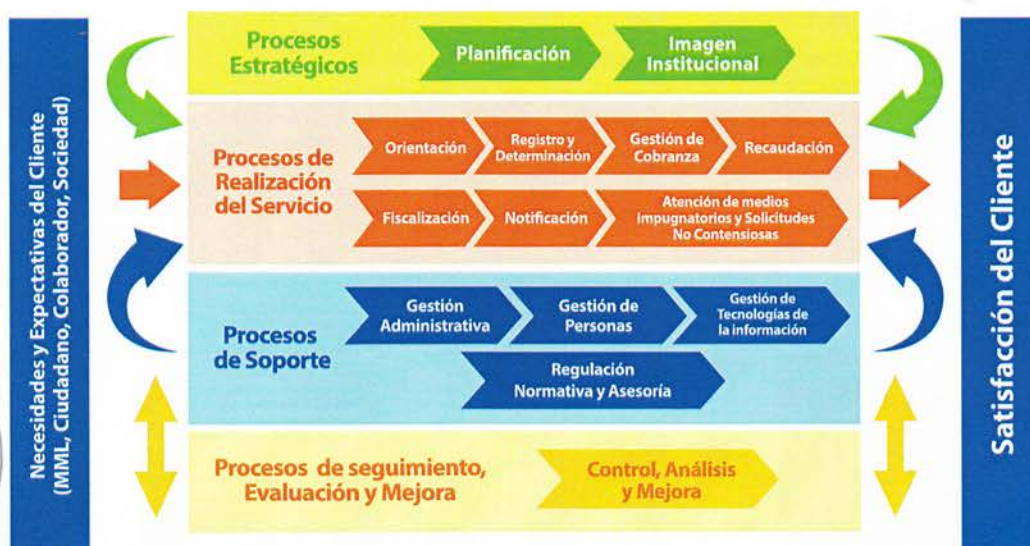 Necesidades y Expectativas del Cliente
(MML, Ciudadano, Colaborador, Sociedad)
Procesos
Estratégicos
Planificación
Imagen
Institucional
Procesos de
Realización
del Servicio
Orientación
Registro y
Determinación
Gestión de
Cobranza
Recaudación
Fiscalización
Notificación
Atención de medios
Impugnatorios y Solicitudes
No Contensiosas
Procesos
de Soporte
Gestión
Administrativa
Gestión de
Personas
Gestión de
Tecnologías de
la información
Regulación
Normativa y Asesoría
Procesos de seguimiento,
Evaluación y Mejora
Control, Análisis
y Mejora
Satisfacción del Cliente